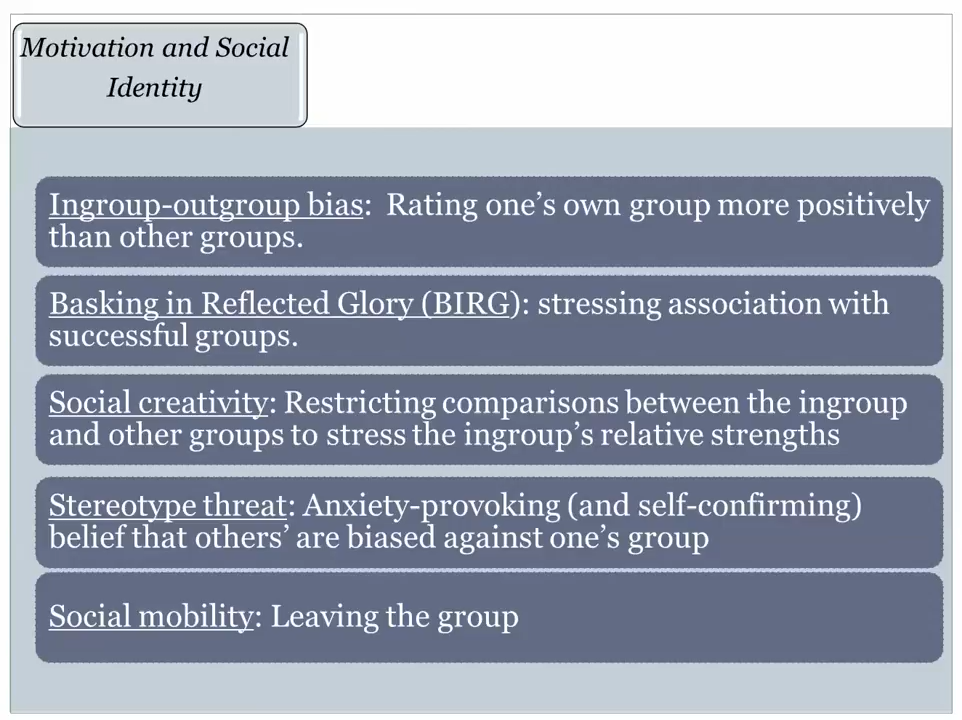 Motivation and Social
Identity
Ingroup-outgroup bias:  Rating one’s own group more positively
than other groups.
Basking in Reflected Glory (BIRG): stressing association with
successful groups.
Social creativity: Restricting comparisons between the ingroup
and other groups to stress the ingroup’s relative strengths
Stereotype threat: Anxiety-provoking (and self-confirming)
belief that others’ are biased against one’s group
Social mobility: Leaving the group